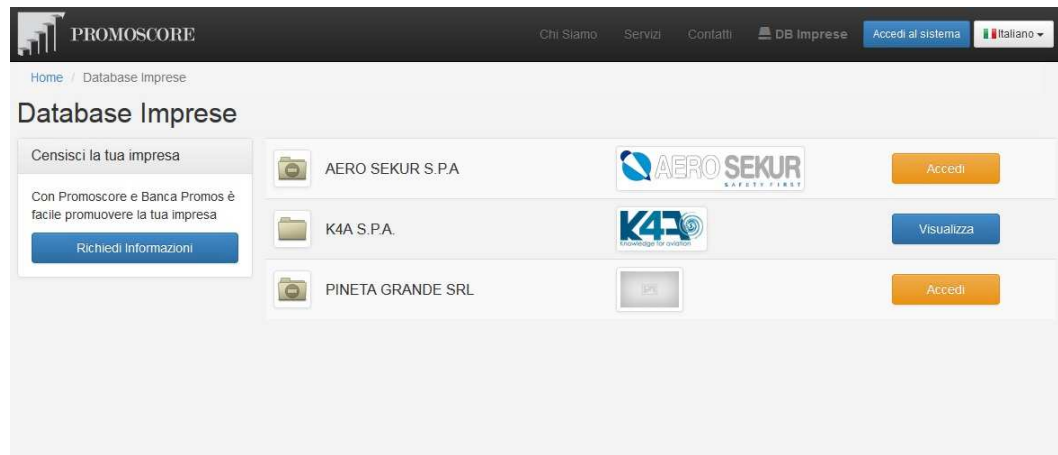 PROMOSCORE
Chi Siamo Servizi Contatti DB Imprese Accedi al sistema Italiano
Home / Database Imprese
Database Imprese
Censisci la tua impresa
Con Promoscore e Banca Promos è
facile promuovere la tua impresa
Richiedi Informazioni
AERO SEKUR S.P.A AERO SEKUR Accedi
SAFETY FIRST
K4A S.P.A. K4A Visualizza
Knowledge for aviation
PINETA GRANDE SRL Accedi